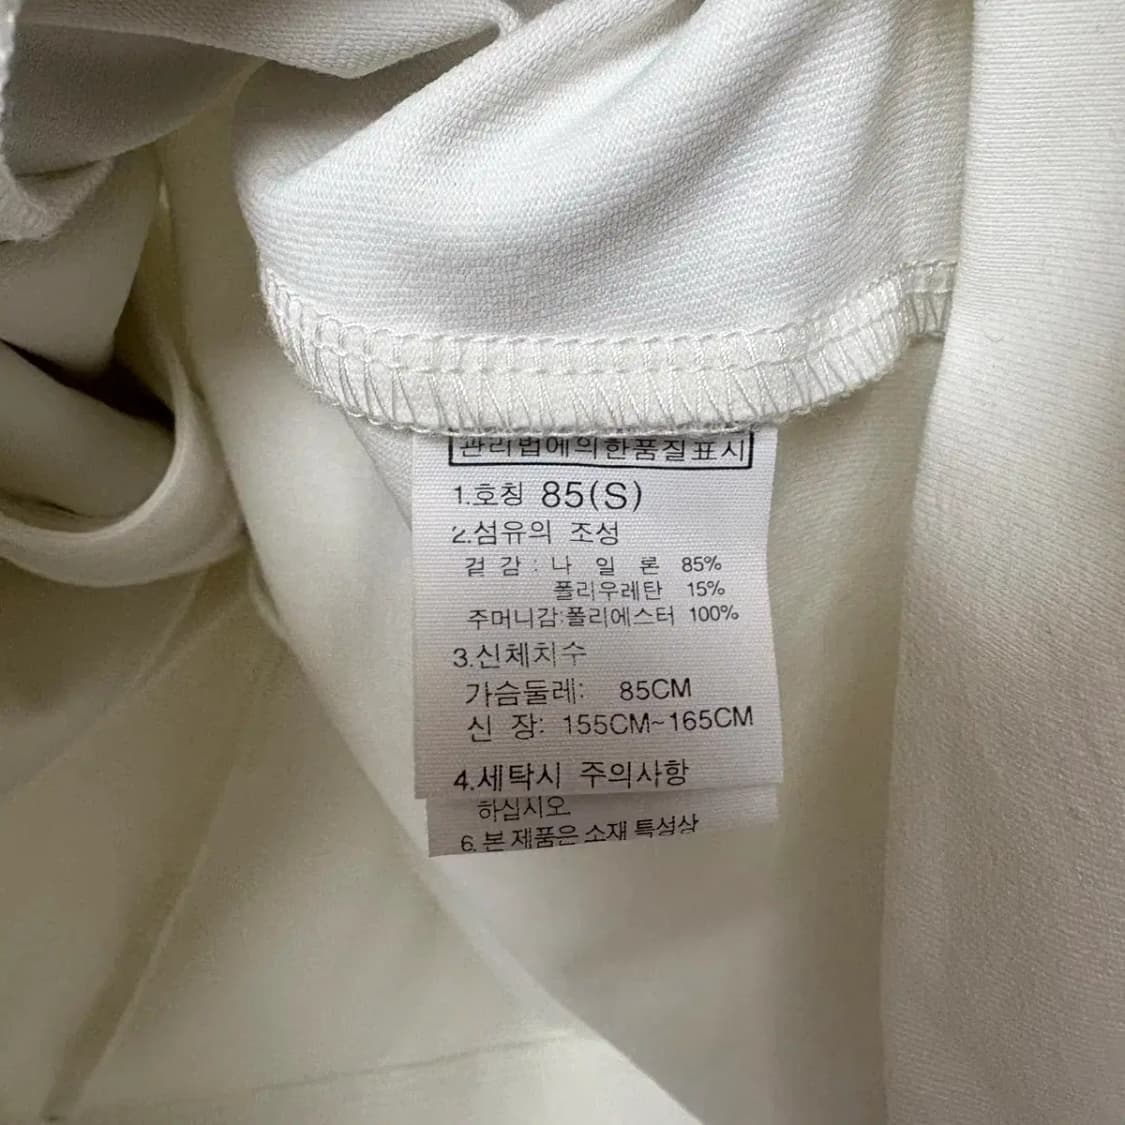 관리법에의한품질표시
1.호칭 85(S)
2.섬유의 조성
겉 감 : 나 일 론 85%
폴리우레탄 15%
주머니감:폴리에스터 100%
3.신체치수
가슴둘레: 85CM
신 장: 155CM~165CM
4.세탁시 주의사항
하십시오
6.본 제품은 소재 특성상